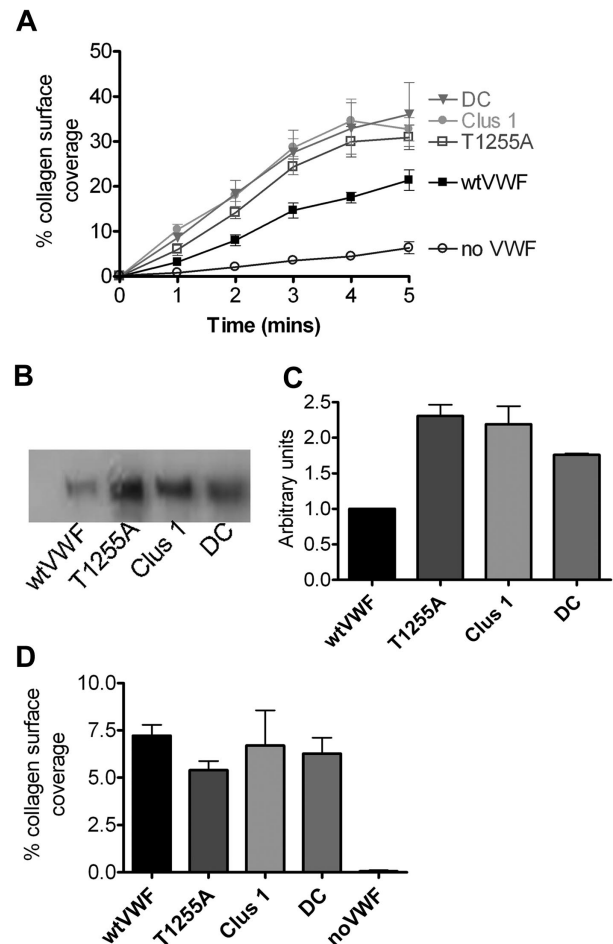 A
% collagen surface
coverage
50
40
30
20
10
0
0 1 2 3 4 5
Time (mins)
DC
Clus 1
T1255A
wtVWF
no VWF
B
wtVWF
T1255A
Clus 1
DC
C
Arbitrary units
2.5
2.0
1.5
1.0
0.5
0.0
wtVWF
T1255A
Clus 1
DC
D
% collagen surface
coverage
10.0
7.5
5.0
2.5
0.0
wtVWF
T1255A
Clus 1
DC
noVWF